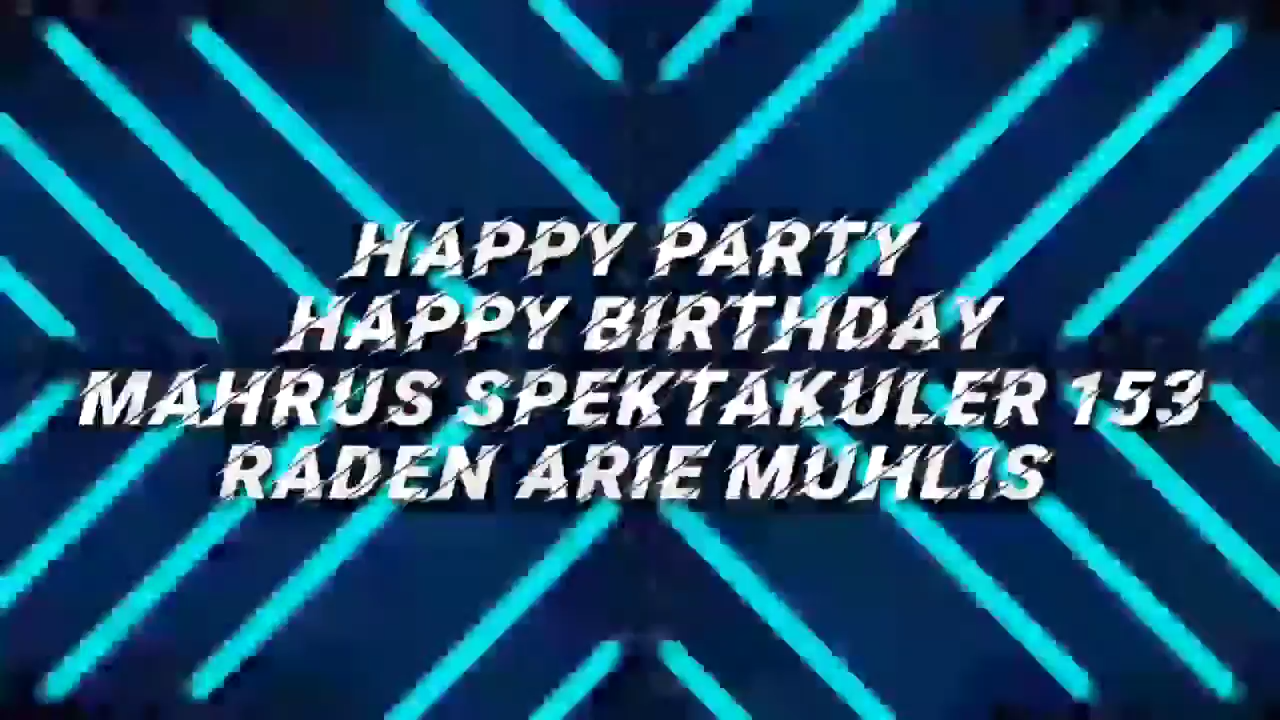 HAPPY PARTY
HAPPY BIRTHDAY
MAHRUS SPEKTAKULER 153
RADEN ARIE MUHLIS